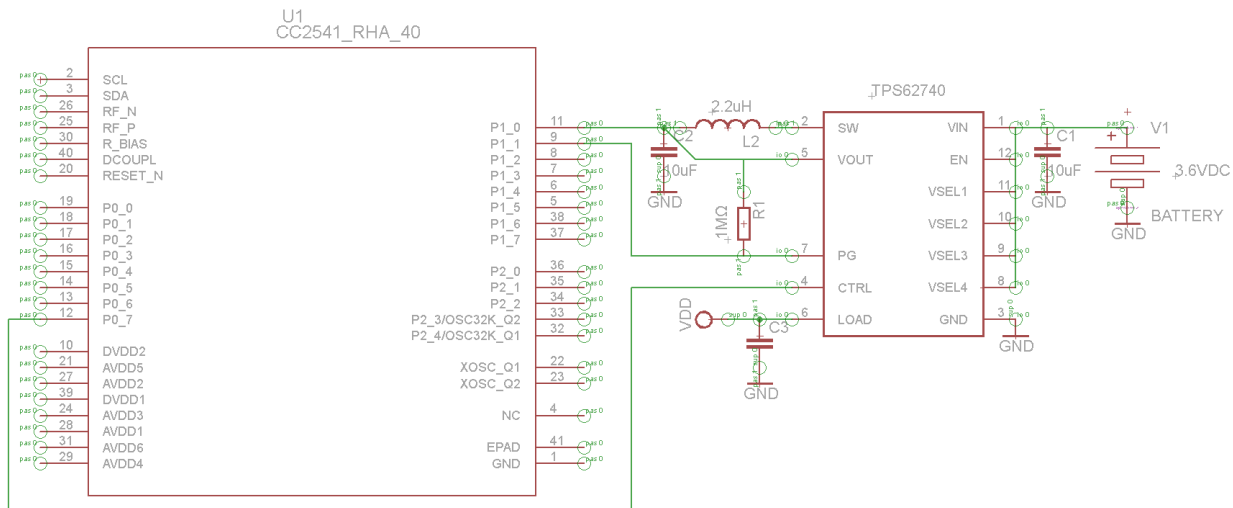 U1
CC2541_RHA_40
2 SCL
3 SDA
26 RF_N
25 RF_P
30 R_BIAS
40 DCOUPL
20 RESET_N
19 P0_0
18 P0_1
17 P0_2
16 P0_3
15 P0_4
14 P0_5
13 P0_6
12 P0_7
10 DVDD2
21 AVDD5
27 AVDD2
39 DVDD1
24 AVDD3
28 AVDD1
31 AVDD6
29 AVDD4
P1_0 11
P1_1 9
P1_2 8
P1_3 7
P1_4 6
P1_5 5
P1_6 38
P1_7 37
P2_0 36
P2_1 35
P2_2 34
P2_3/OSC32K_Q2 33
P2_4/OSC32K_Q1 32
XOSC_Q1 22
XOSC_Q2 23
NC 4
EPAD 41
GND 1
C2
10uF
GND
2.2uH
L2
1MΩ
R1
VDD
C3
GND
TPS62740
2 SW
5 VOUT
7 PG
4 CTRL
6 LOAD
VIN 1
EN 12
VSEL1 11
VSEL2 10
VSEL3 9
VSEL4 8
GND 3
GND
C1
10uF
GND
V1
3.6VDC
BATTERY
GND